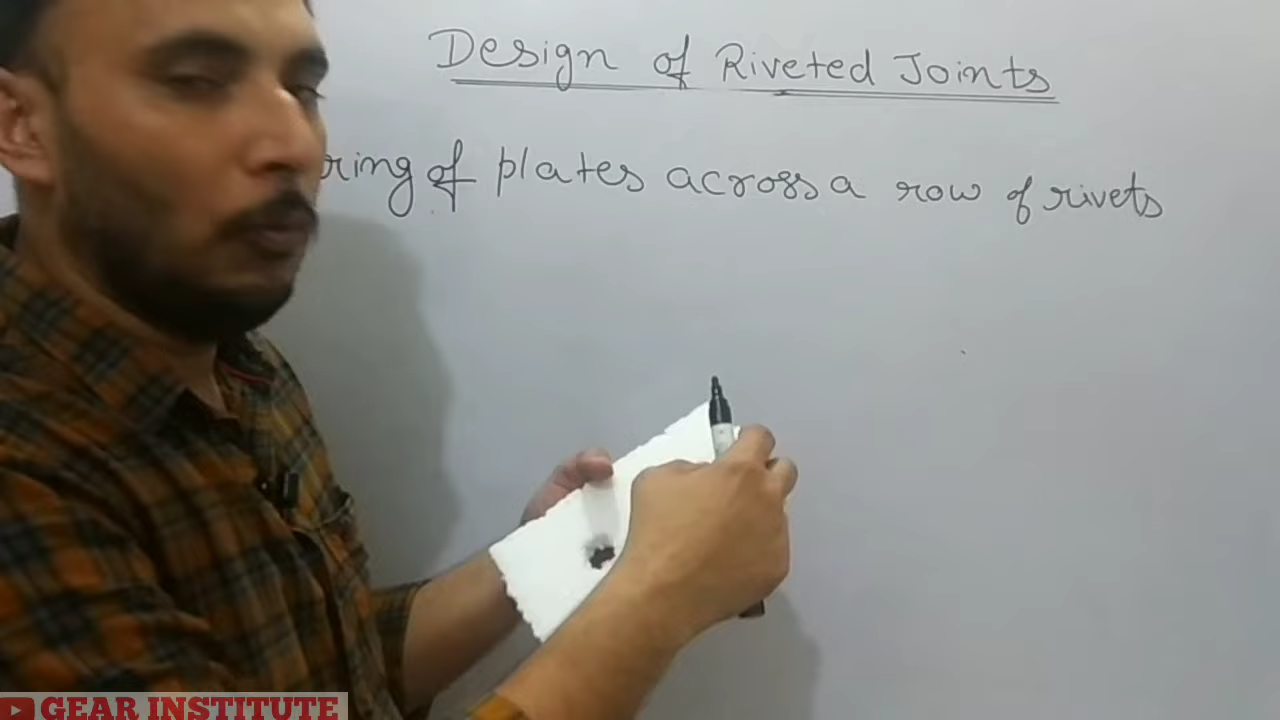 Design of Riveted Joints
ring of plates across a row of rivets
GEAR INSTITUTE